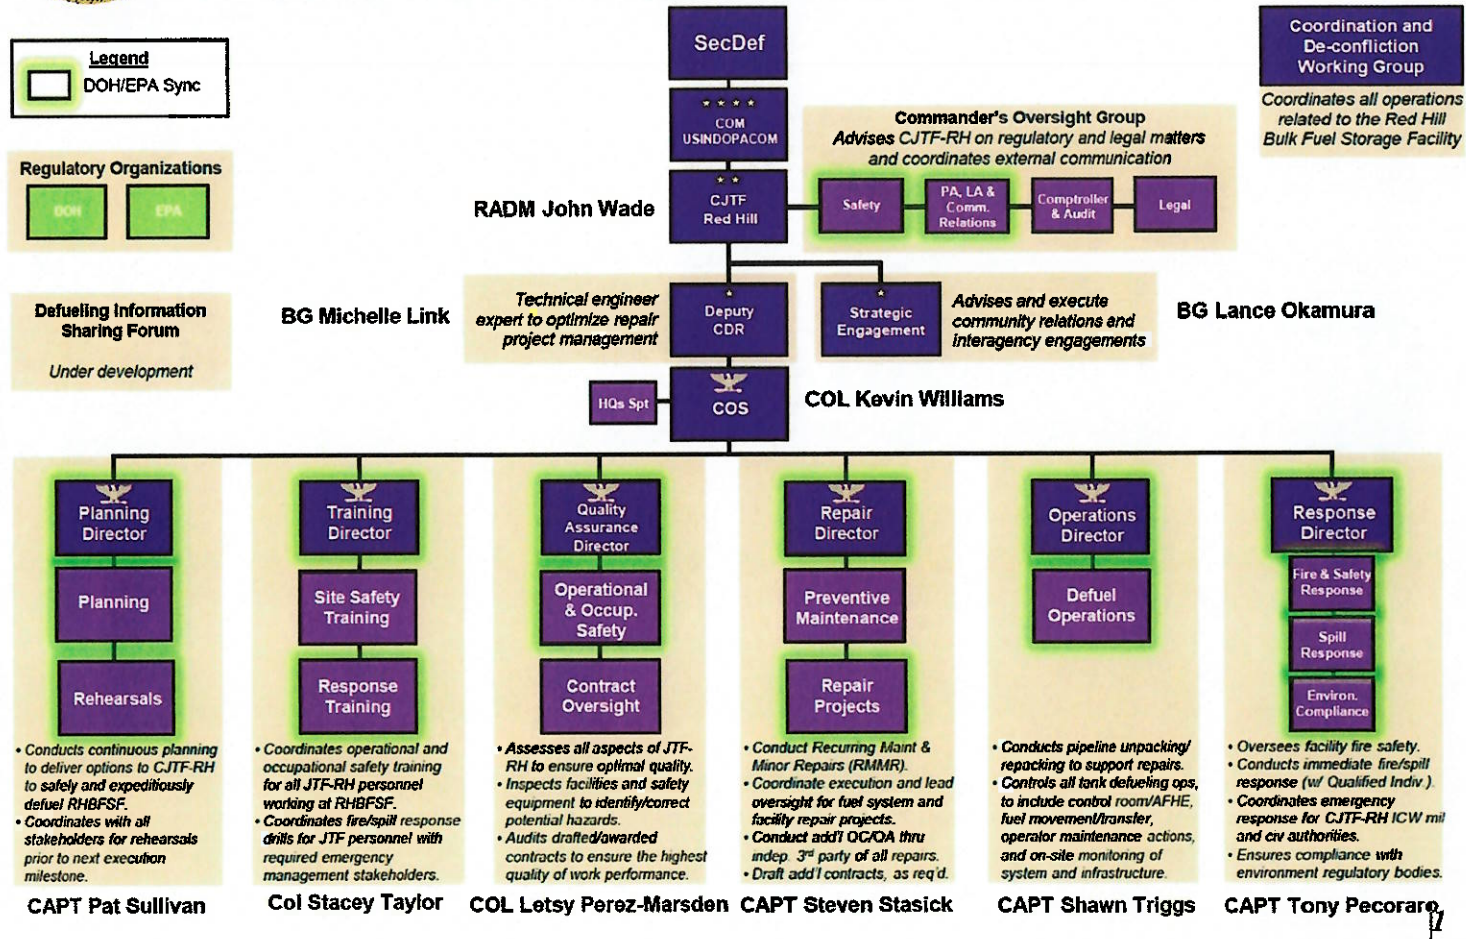 Legend
DOH/EPA Sync
Regulatory Organizations
DOH
EPA
Defueling Information
Sharing Forum
Under development
SecDef
★ ★ ★ ★
COM
USINDOPACOM
RADM John Wade
★ ★
CJTF
Red Hill
Commander's Oversight Group
Advises CJTF-RH on regulatory and legal matters
and coordinates external communication
Safety
PA, LA &
Comm.
Relations
Comptroller
& Audit
Legal
Coordination and
De-confliction
Working Group
Coordinates all operations
related to the Red Hill
Bulk Fuel Storage Facility
BG Michelle Link
Technical engineer
expert to optimize repair
project management
★
Deputy
CDR
★
Strategic
Engagement
Advises and execute
community relations and
interagency engagements
BG Lance Okamura
HQs Spt
COS
COL Kevin Williams
Planning
Director
Planning
Rehearsals
• Conducts continuous planning
to deliver options to CJTF-RH
to safely and expeditiously
defuel RHBFSF.
• Coordinates with all
stakeholders for rehearsals
prior to next execution
milestone.
CAPT Pat Sullivan
Training
Director
Site Safety
Training
Response
Training
• Coordinates operational and
occupational safety training
for all JTF-RH personnel
working at RHBFSF.
• Coordinates fire/spill response
drills for JTF personnel with
required emergency
management stakeholders.
Col Stacey Taylor
Quality
Assurance
Director
Operational
& Occup.
Safety
Contract
Oversight
• Assesses all aspects of JTF-
RH to ensure optimal quality.
• Inspects facilities and safety
equipment to identify/correct
potential hazards.
• Audits drafted/awarded
contracts to ensure the highest
quality of work performance.
COL Letsy Perez-Marsden
Repair
Director
Preventive
Maintenance
Repair
Projects
• Conduct Recurring Maint &
Minor Repairs (RMMR).
• Coordinate execution and lead
oversight for fuel system and
facility repair projects.
• Conduct add'l QC/QA thru
indep. 3rd party of all repairs.
• Draft add'l contracts, as req'd.
CAPT Steven Stasick
Operations
Director
Defuel
Operations
• Conducts pipeline unpacking/
repacking to support repairs.
• Controls all tank defueling ops,
to include control room/AFHE,
fuel movement/transfer,
operator maintenance actions,
and on-site monitoring of
system and infrastructure.
CAPT Shawn Triggs
Response
Director
Fire & Safety
Response
Spill
Response
Environ.
Compliance
• Oversees facility fire safety.
• Conducts immediate fire/spill
response (w/ Qualified Indiv.).
• Coordinates emergency
response for CJTF-RH ICW mil
and civ authorities.
• Ensures compliance with
environment regulatory bodies.
CAPT Tony Pecoraro